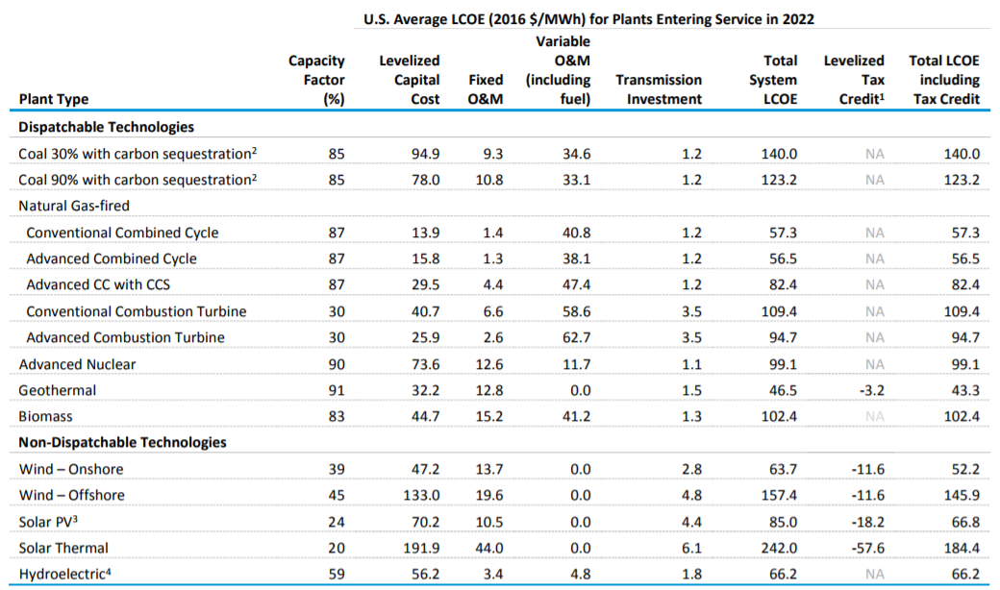 U.S. Average LCOE (2016 $/MWh) for Plants Entering Service in 2022
Plant Type Capacity Factor (%) Levelized Capital Cost Fixed O&M Variable O&M (including fuel) Transmission Investment Total System LCOE Levelized Tax Credit¹ Total LCOE including Tax Credit
Dispatchable Technologies
Coal 30% with carbon sequestration² 85 94.9 9.3 34.6 1.2 140.0 NA 140.0
Coal 90% with carbon sequestration² 85 78.0 10.8 33.1 1.2 123.2 NA 123.2
Natural Gas-fired
Conventional Combined Cycle 87 13.9 1.4 40.8 1.2 57.3 NA 57.3
Advanced Combined Cycle 87 15.8 1.3 38.1 1.2 56.5 NA 56.5
Advanced CC with CCS 87 29.5 4.4 47.4 1.2 82.4 NA 82.4
Conventional Combustion Turbine 30 40.7 6.6 58.6 3.5 109.4 NA 109.4
Advanced Combustion Turbine 30 25.9 2.6 62.7 3.5 94.7 NA 94.7
Advanced Nuclear 90 73.6 12.6 11.7 1.1 99.1 NA 99.1
Geothermal 91 32.2 12.8 0.0 1.5 46.5 -3.2 43.3
Biomass 83 44.7 15.2 41.2 1.3 102.4 NA 102.4
Non-Dispatchable Technologies
Wind – Onshore 39 47.2 13.7 0.0 2.8 63.7 -11.6 52.2
Wind – Offshore 45 133.0 19.6 0.0 4.8 157.4 -11.6 145.9
Solar PV³ 24 70.2 10.5 0.0 4.4 85.0 -18.2 66.8
Solar Thermal 20 191.9 44.0 0.0 6.1 242.0 -57.6 184.4
Hydroelectric⁴ 59 56.2 3.4 4.8 1.8 66.2 NA 66.2